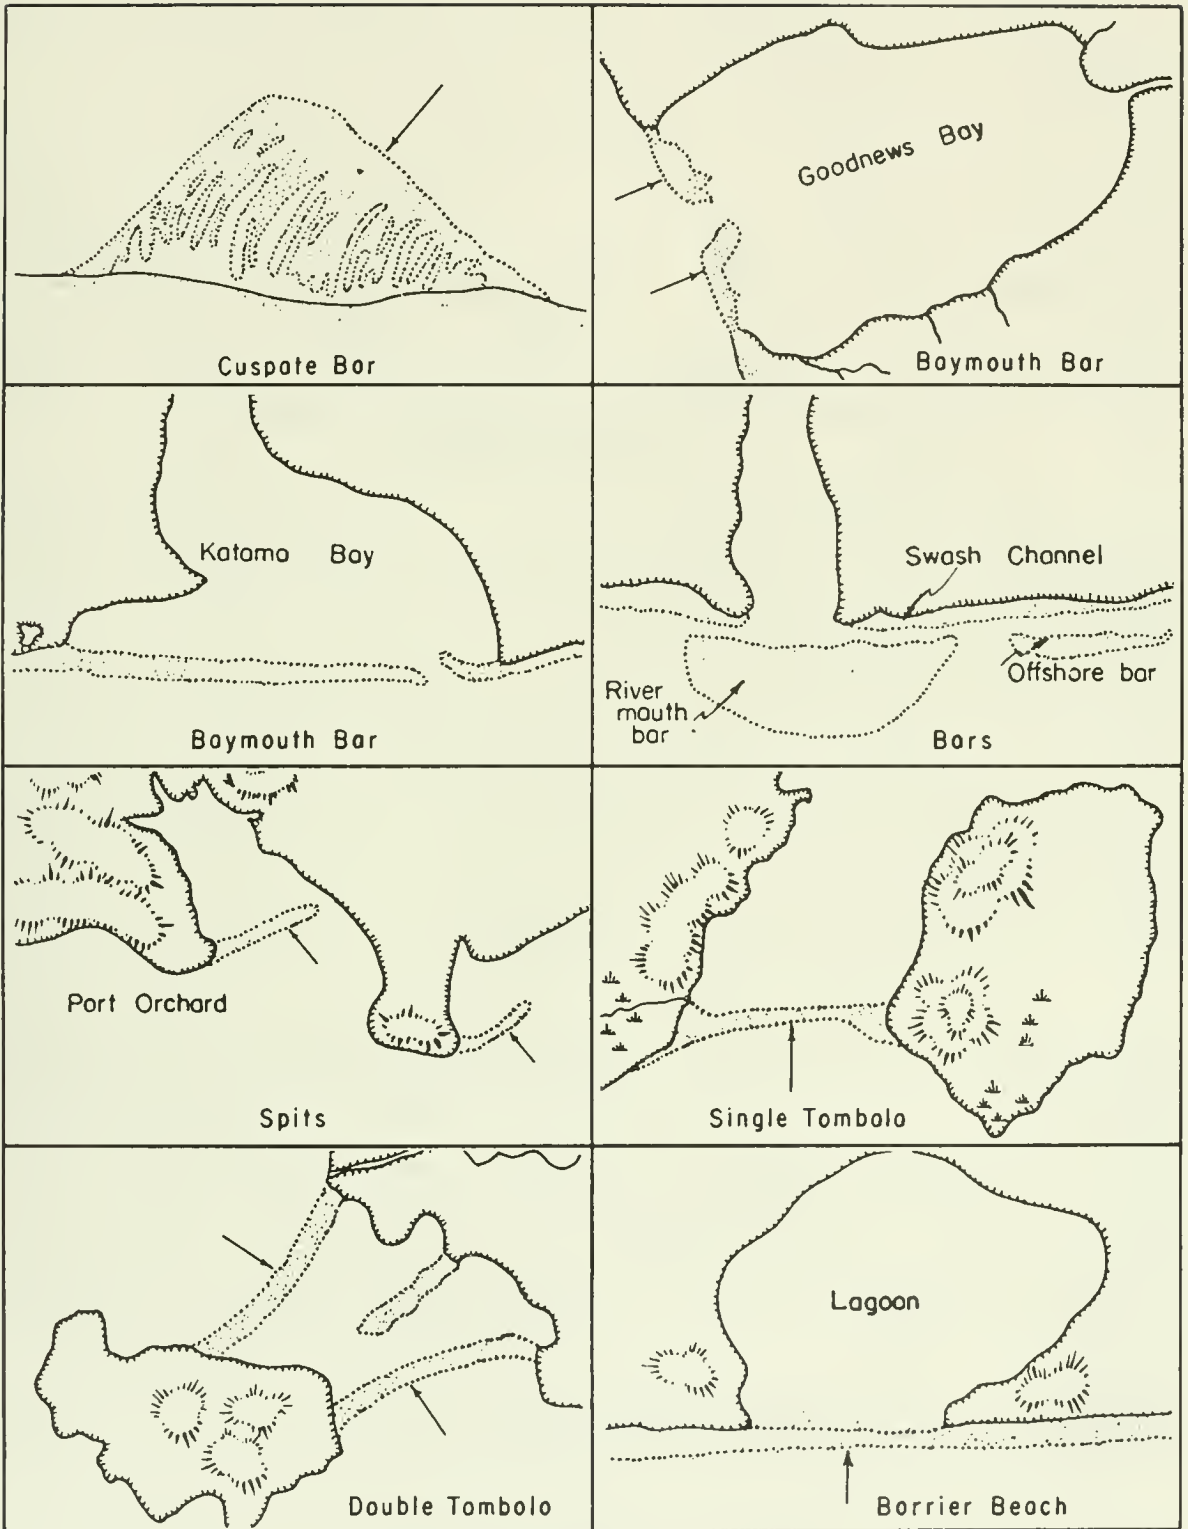 Cuspate Bar
Goodnews Bay
Baymouth Bar
Katama Bay
Baymouth Bar
Swash Channel
Offshore bar
River
mouth
bar
Bars
Port Orchard
Spits
Single Tombolo
Double Tombolo
Lagoon
Barrier Beach